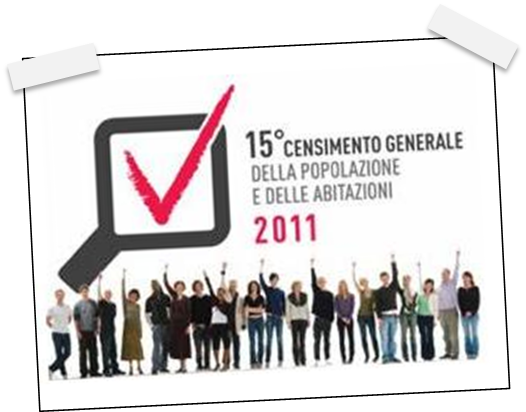 15° CENSIMENTO GENERALE
DELLA POPOLAZIONE
E DELLE ABITAZIONI
2011